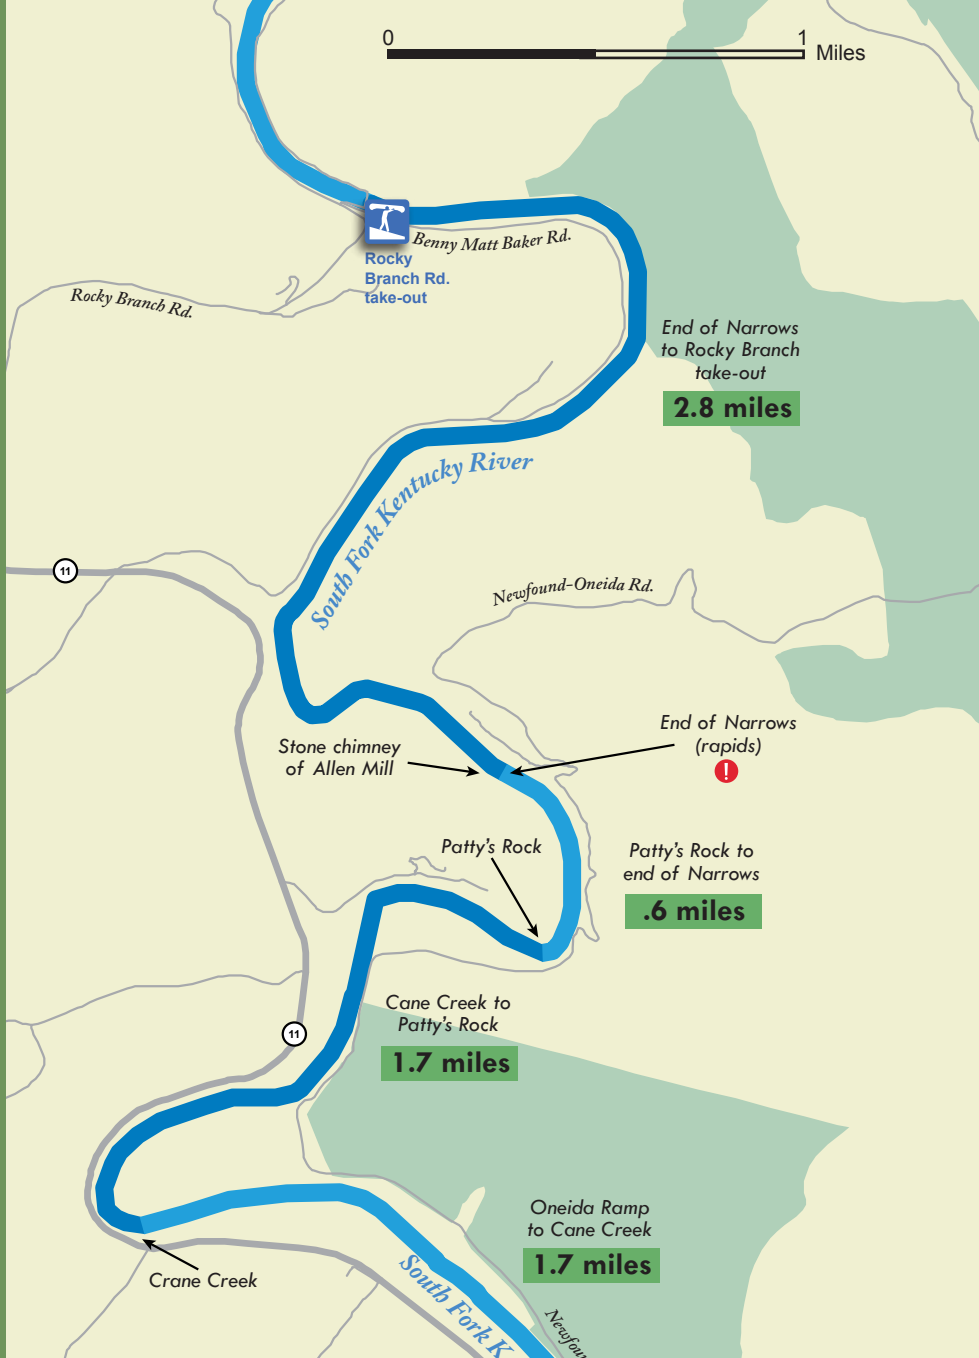 0 1
Miles
Benny Matt Baker Rd.
Rocky
Branch Rd.
take-out
Rocky Branch Rd.
End of Narrows
to Rocky Branch
take-out
2.8 miles
South Fork Kentucky River
11
Newfound-Oneida Rd.
End of Narrows
(rapids)
!
Stone chimney
of Allen Mill
Patty's Rock
Patty's Rock to
end of Narrows
.6 miles
Cane Creek to
Patty's Rock
1.7 miles
11
Oneida Ramp
to Cane Creek
1.7 miles
Crane Creek
South Fork K
Newfou